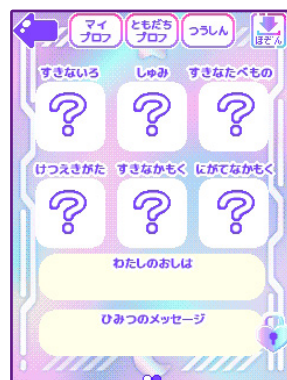 マイ
プロフ
ともだち
プロフ
つうしん
ほぞん
すきないろ しゅみ すきなたべもの
? ? ?
けつえきがた すきなかもく にがてなかもく
? ? ?
わたしのおしは
ひみつのメッセージ